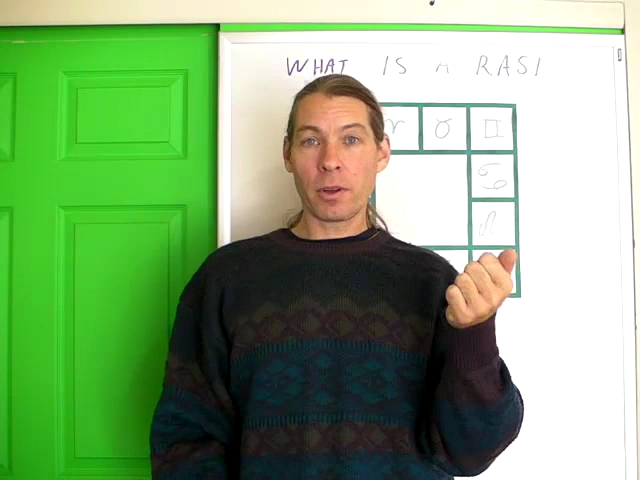 WHAT IS A RASI
♈ ♉ ♊
♋
♌